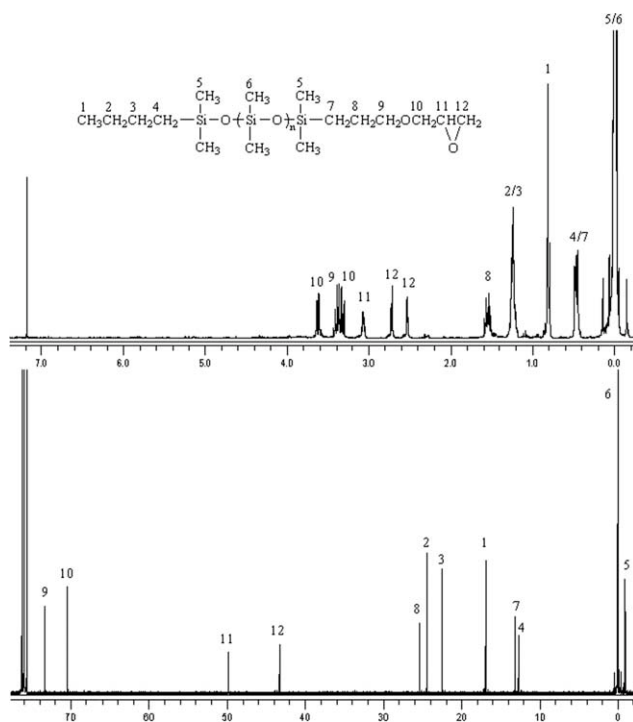 5/6
1
5 6 5
1 2 3 4 CH₃ CH₃ CH₃ 7 8 9 10 11 12
CH₃CH₂CH₂CH₂—Si—O—(Si—O)ₙ—Si—CH₂CH₂CH₂OCH₂CHCH₂
CH₃ CH₃ CH₃ O
2/3
4/7
10 9 10 11 12 12 8
7.0 6.0 5.0 4.0 3.0 2.0 1.0 0.0
6
9 10 11 12 8 2 3 1 7 4 5
70 60 50 40 30 20 10 0